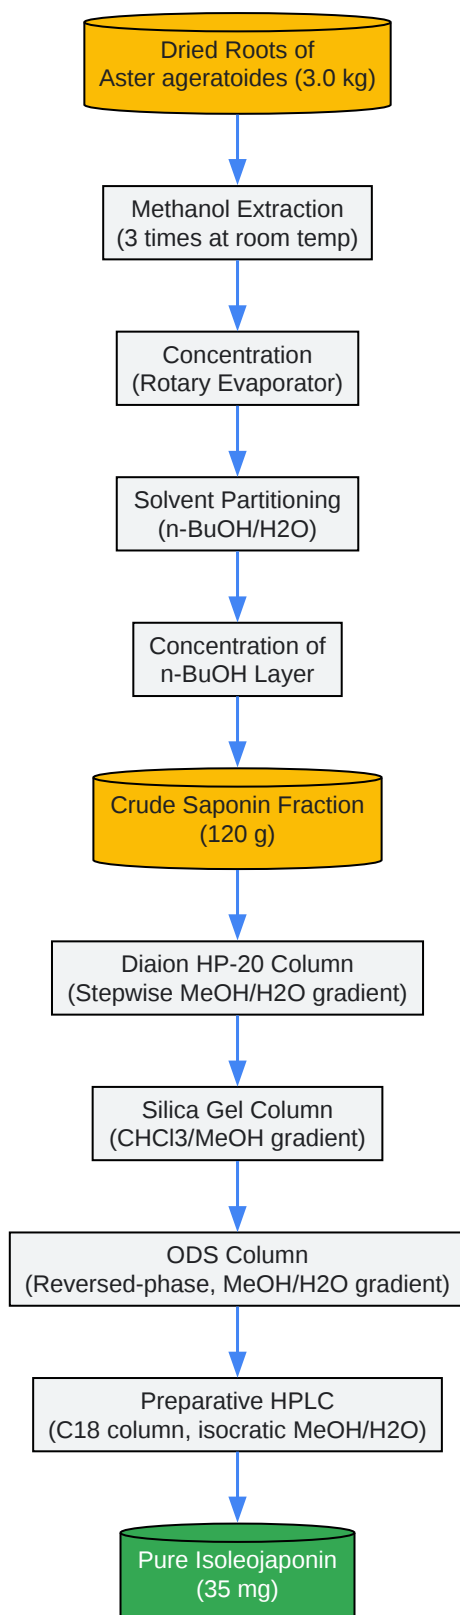 Dried Roots of
Aster ageratoides (3.0 kg)
Methanol Extraction
(3 times at room temp)
Concentration
(Rotary Evaporator)
Solvent Partitioning
(n-BuOH/H2O)
Concentration of
n-BuOH Layer
Crude Saponin Fraction
(120 g)
Diaion HP-20 Column
(Stepwise MeOH/H2O gradient)
Silica Gel Column
(CHCl3/MeOH gradient)
ODS Column
(Reversed-phase, MeOH/H2O gradient)
Preparative HPLC
(C18 column, isocratic MeOH/H2O)
Pure Isoleojaponin
(35 mg)